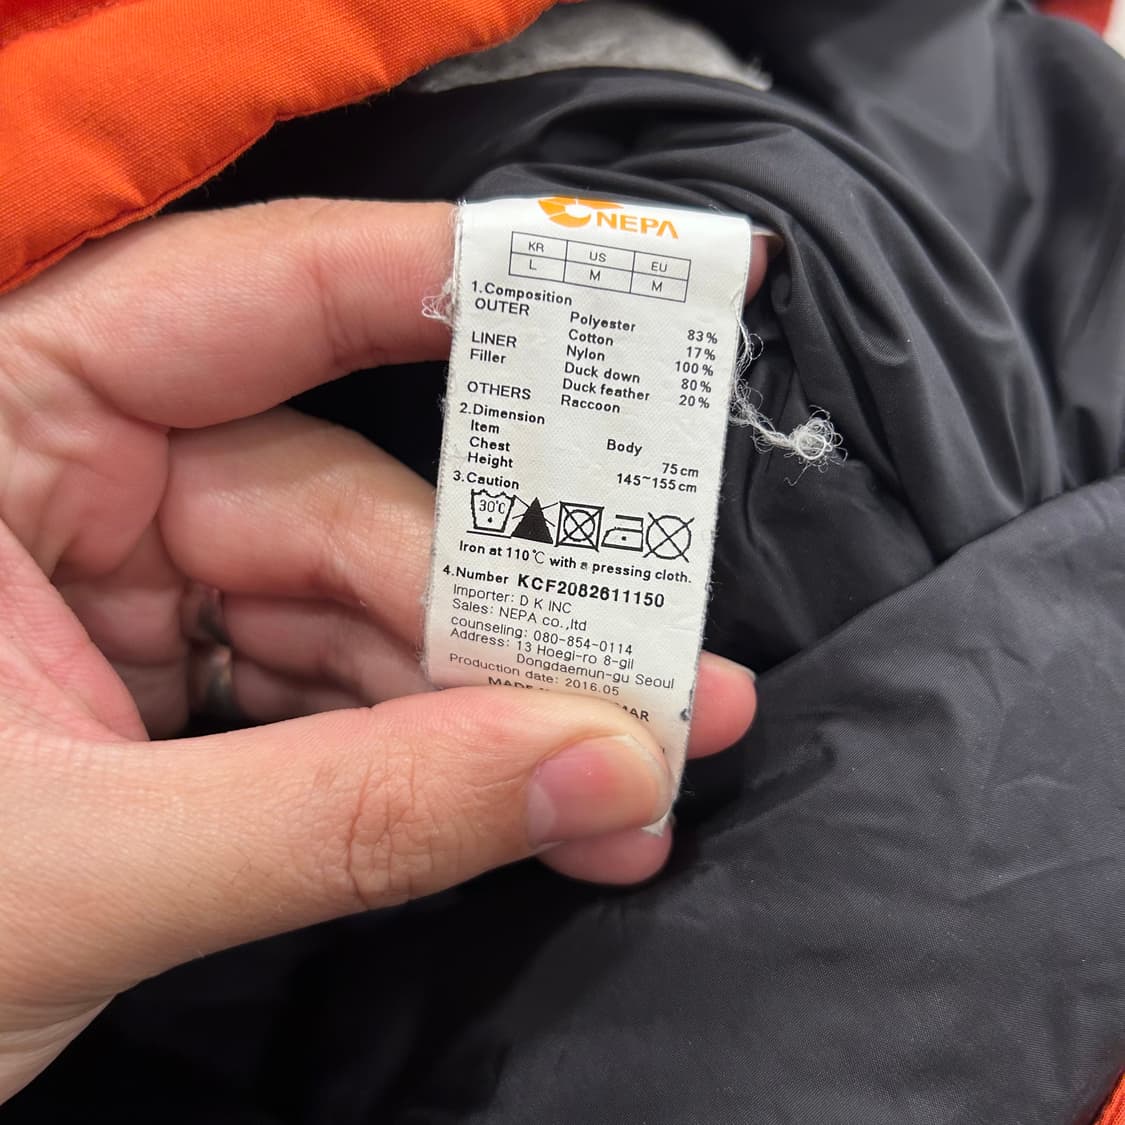 NEPA
KR US EU
L M M
1.Composition
OUTER Polyester 83%
Cotton 17%
LINER Nylon 100%
Filler Duck down 80%
Duck feather 20%
OTHERS Raccoon
2.Dimension
Item Body
Chest 75cm
Height 145~155cm
3.Caution
30℃
Iron at 110℃ with a pressing cloth.
4.Number KCF2082611150
Importer: D K INC
Sales: NEPA co.,ltd
counseling: 080-854-0114
Address: 13 Hoegi-ro 8-gil
Dongdaemun-gu Seoul
Production date: 2016.05